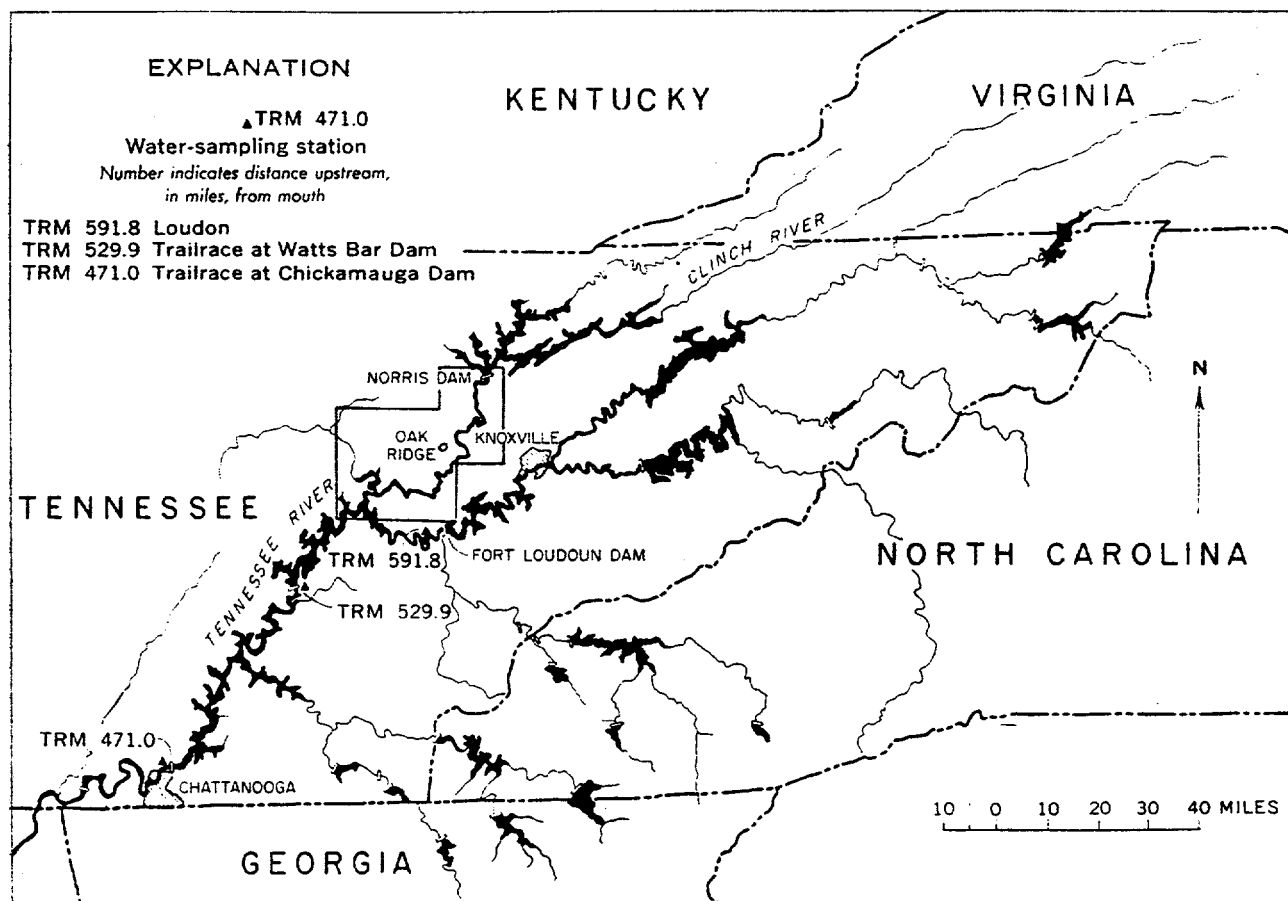 EXPLANATION
▲TRM 471.0
Water-sampling station
Number indicates distance upstream,
in miles, from mouth
TRM 591.8 Loudon
TRM 529.9 Trailrace at Watts Bar Dam
TRM 471.0 Trailrace at Chickamauga Dam
KENTUCKY
VIRGINIA
CLINCH RIVER
NORRIS DAM
N
OAK
RIDGE
KNOXVILLE
TENNESSEE
TENNESSEE RIVER
TRM 591.8
FORT LOUDOUN DAM
NORTH CAROLINA
TRM 529.9
TRM 471.0
CHATTANOOGA
GEORGIA
10 0 10 20 30 40 MILES